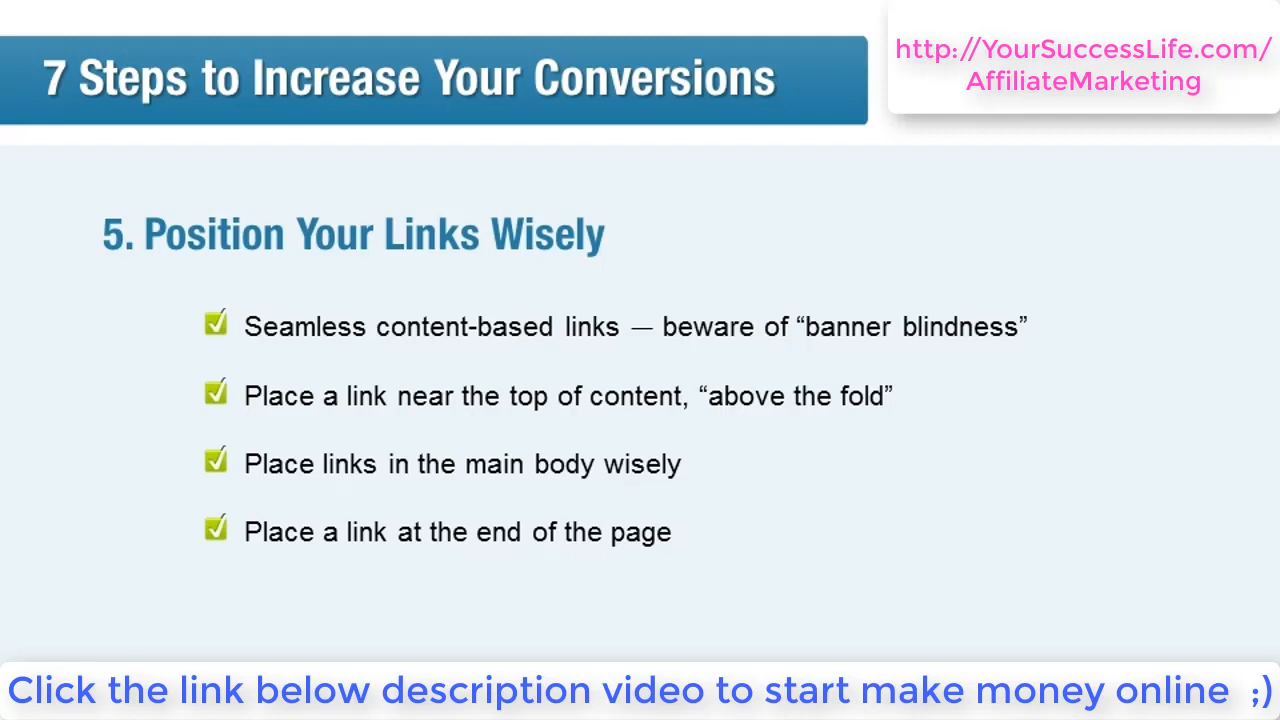 7 Steps to Increase Your Conversions
http://YourSuccessLife.com/
AffiliateMarketing
5. Position Your Links Wisely
Seamless content-based links — beware of “banner blindness”
Place a link near the top of content, “above the fold”
Place links in the main body wisely
Place a link at the end of the page
Click the link below description video to start make money online ;)